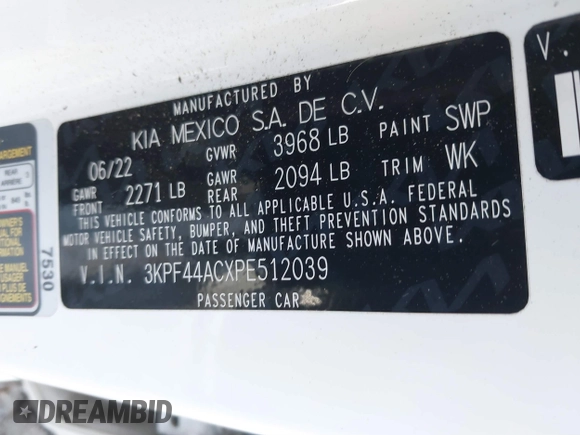 MANUFACTURED BY
KIA MEXICO S.A. DE C.V.
06/22 GVWR 3968 LB PAINT SWP
GAWR FRONT 2271 LB GAWR REAR 2094 LB TRIM WK
THIS VEHICLE CONFORMS TO ALL APPLICABLE U.S.A. FEDERAL
MOTOR VEHICLE SAFETY, BUMPER, AND THEFT PREVENTION STANDARDS
IN EFFECT ON THE DATE OF MANUFACTURE SHOWN ABOVE.
V.I.N. 3KPF44ACXPE512039
PASSENGER CAR
7530
V
DREAMBID